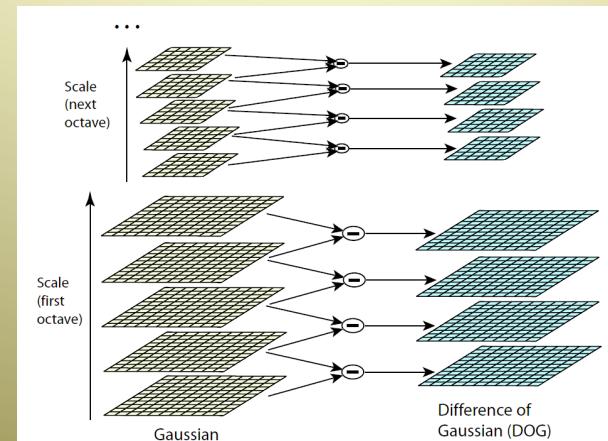 ...
Scale
(next
octave)
Scale
(first
octave)
Gaussian
Difference of
Gaussian (DOG)